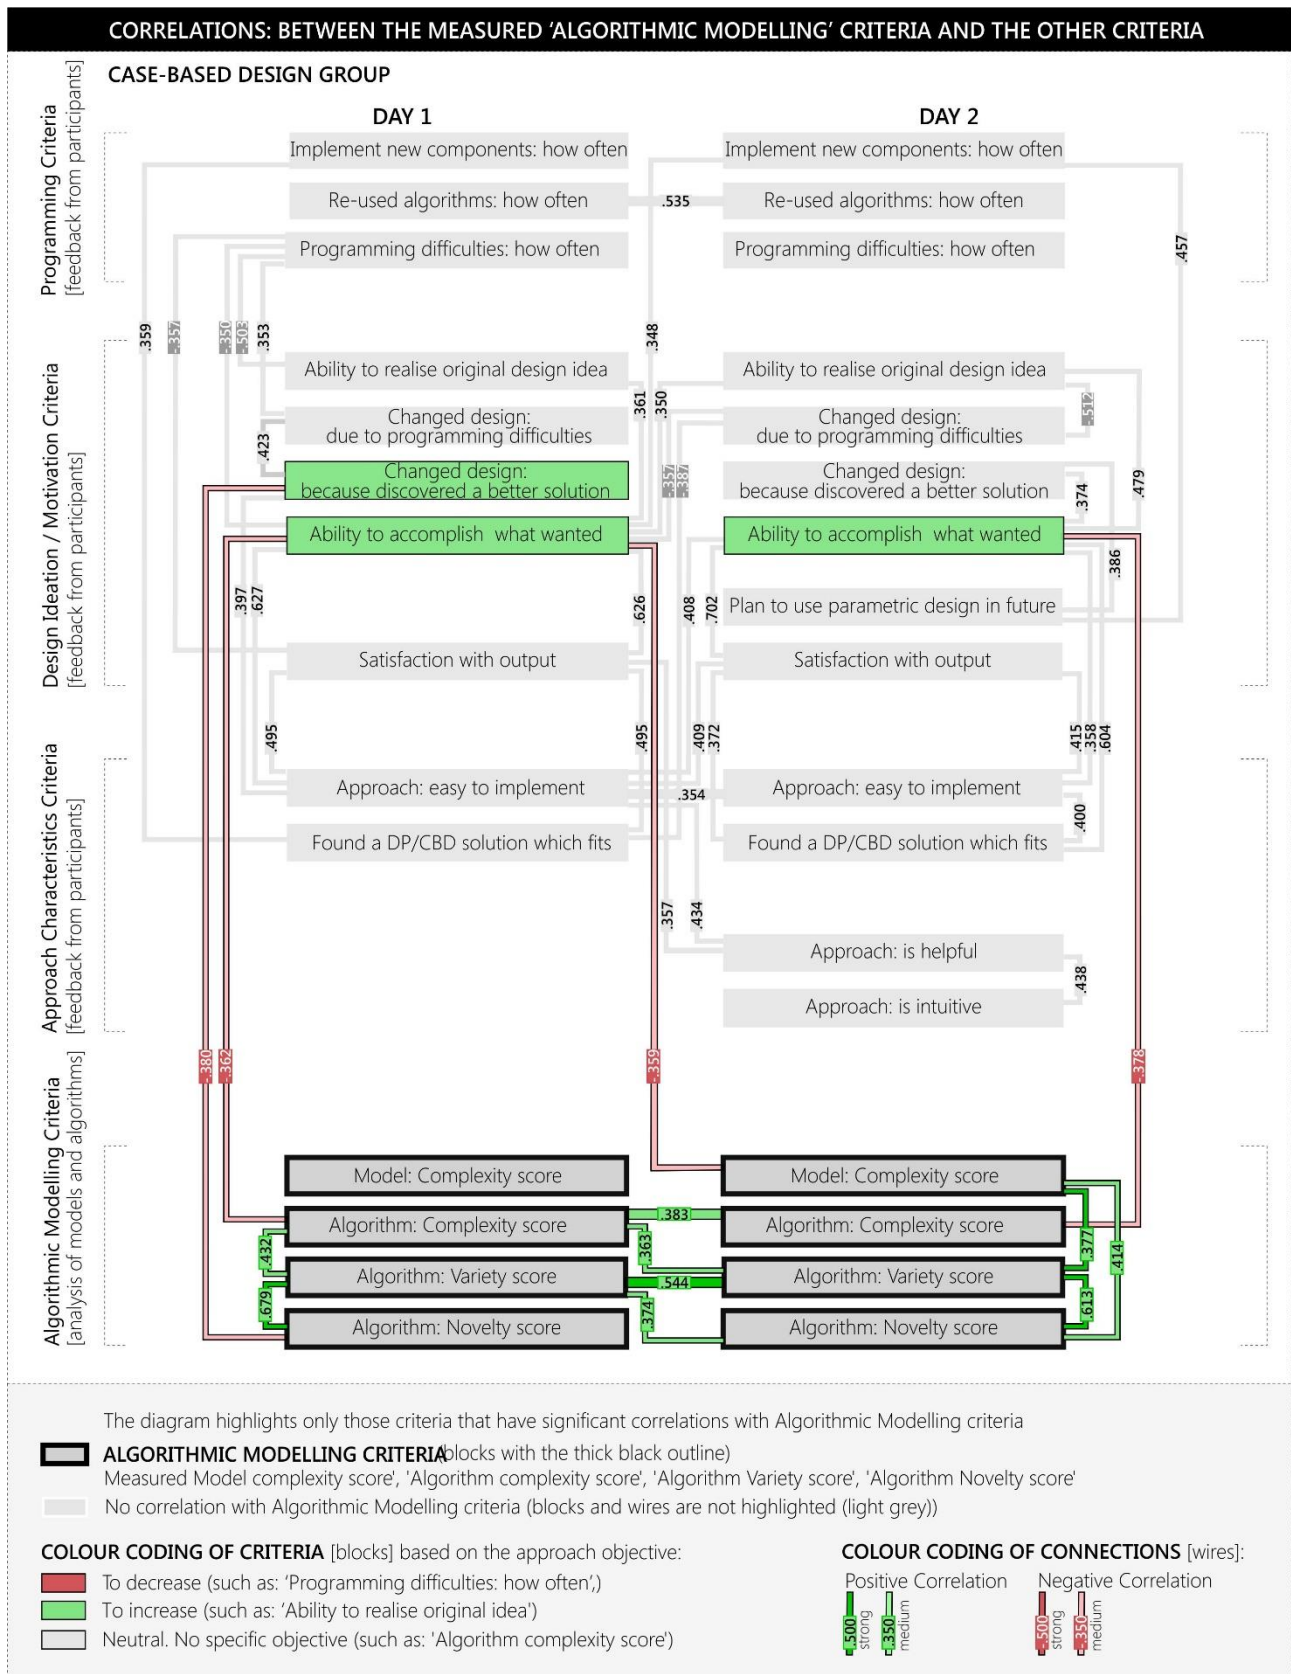 CORRELATIONS: BETWEEN THE MEASURED ‘ALGORITHMIC MODELLING’ CRITERIA AND THE OTHER CRITERIA
CASE-BASED DESIGN GROUP
DAY 1
DAY 2
Programming Criteria
[feedback from participants]
Implement new components: how often
Implement new components: how often
Re-used algorithms: how often
.535
Re-used algorithms: how often
Programming difficulties: how often
Programming difficulties: how often
.457
.359
-.357
-.350
-.503
.353
.348
Design Ideation / Motivation Criteria
[feedback from participants]
Ability to realise original design idea
Ability to realise original design idea
.361
.350
-.512
Changed design:
due to programming difficulties
Changed design:
due to programming difficulties
.423
Changed design:
because discovered a better solution
-.357
-.387
Changed design:
because discovered a better solution
.374
.479
Ability to accomplish what wanted
Ability to accomplish what wanted
.386
.397
.627
.626
.408
.702
Plan to use parametric design in future
Satisfaction with output
Satisfaction with output
.495
.495
.409
.372
.415
.358
.604
Approach Characteristics Criteria
[feedback from participants]
Approach: easy to implement
.354
Approach: easy to implement
.400
Found a DP/CBD solution which fits
Found a DP/CBD solution which fits
.357
.434
Approach: is helpful
.438
Approach: is intuitive
-.380
-.362
-.359
-.378
Algorithmic Modelling Criteria
[analysis of models and algorithms]
Model: Complexity score
Model: Complexity score
Algorithm: Complexity score
.383
Algorithm: Complexity score
.432
.363
.377
.414
Algorithm: Variety score
.544
Algorithm: Variety score
.679
.374
.613
Algorithm: Novelty score
Algorithm: Novelty score
The diagram highlights only those criteria that have significant correlations with Algorithmic Modelling criteria
ALGORITHMIC MODELLING CRITERIA(blocks with the thick black outline)
Measured Model complexity score', 'Algorithm complexity score', 'Algorithm Variety score', 'Algorithm Novelty score'
No correlation with Algorithmic Modelling criteria (blocks and wires are not highlighted (light grey))
COLOUR CODING OF CRITERIA [blocks] based on the approach objective:
To decrease (such as: ‘Programming difficulties: how often’,)
To increase (such as: ‘Ability to realise original idea’)
Neutral. No specific objective (such as: 'Algorithm complexity score’)
COLOUR CODING OF CONNECTIONS [wires]:
Positive Correlation
Negative Correlation
.500
strong
.350
medium
-.500
strong
-.350
medium